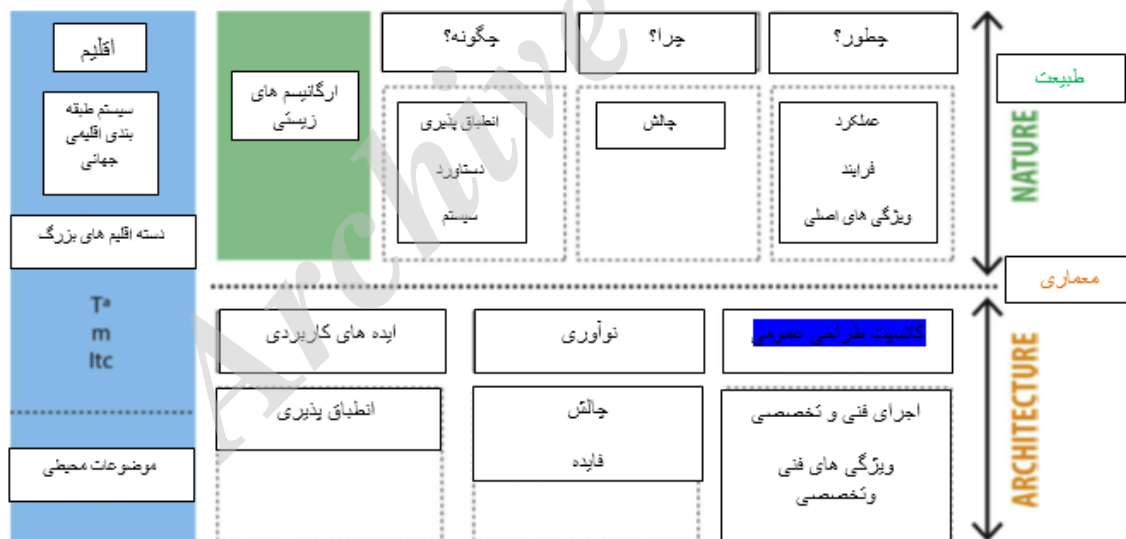 اقلیم
سیستم طبقه
بندی اقلیمی
جهانی
دسته اقلیم های بزرگ
Tª
m
Itc
موضوعات محیطی
ارگانیسم های
زیستی
چگونه؟
چرا؟
چطور؟
انطباق پذیری
دستاورد
سیستم
چالش
عملکرد
فرایند
ویژگی های اصلی
طبیعت
NATURE
معماری
ARCHITECTURE
ایده های کاربردی
نوآوری
کانسپت طراحی عمومی
انطباق پذیری
چالش
فایده
اجرای فنی و تخصصی
ویژگی های فنی
وتخصصی
Archive